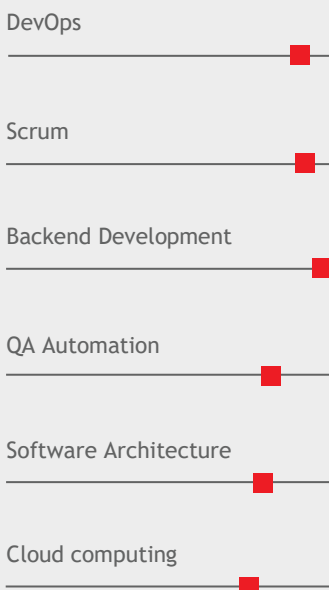 DevOps
Scrum
Backend Development
QA Automation
Software Architecture
Cloud computing